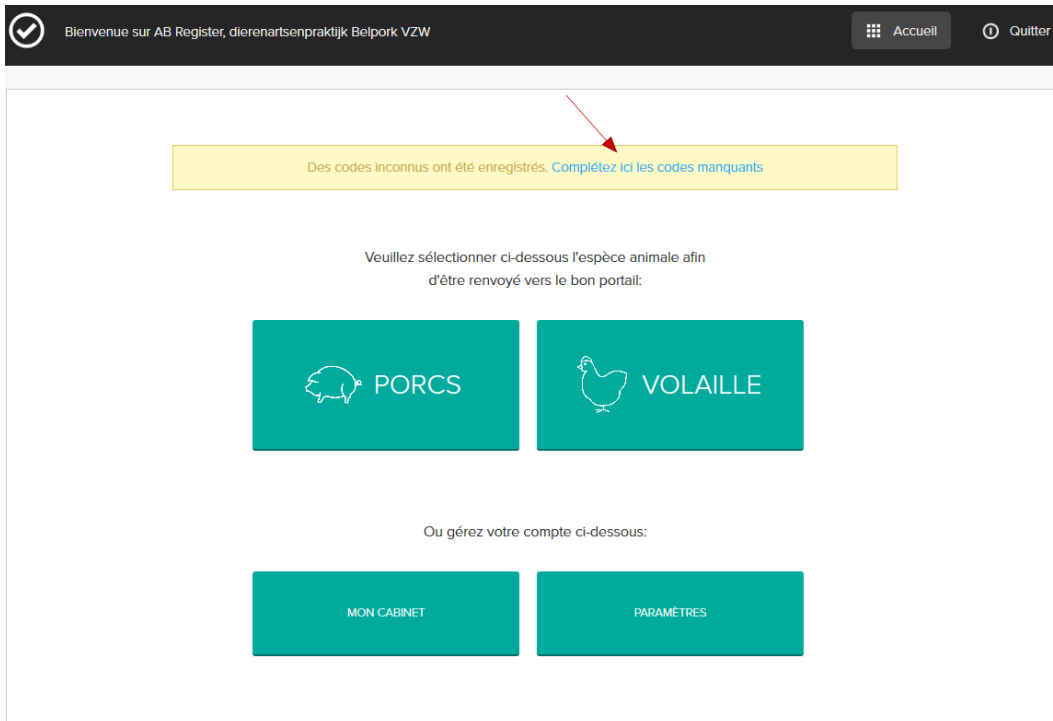 Bienvenue sur AB Register, dierenartsenpraktijk Belpork VZW
Accueil
Quitter
Des codes inconnus ont été enregistrés. Complétez ici les codes manquants
Veuillez sélectionner ci-dessous l'espèce animale afin
d'être renvoyé vers le bon portail:
PORCS
VOLAILLE
Ou gérez votre compte ci-dessous:
MON CABINET
PARAMÈTRES